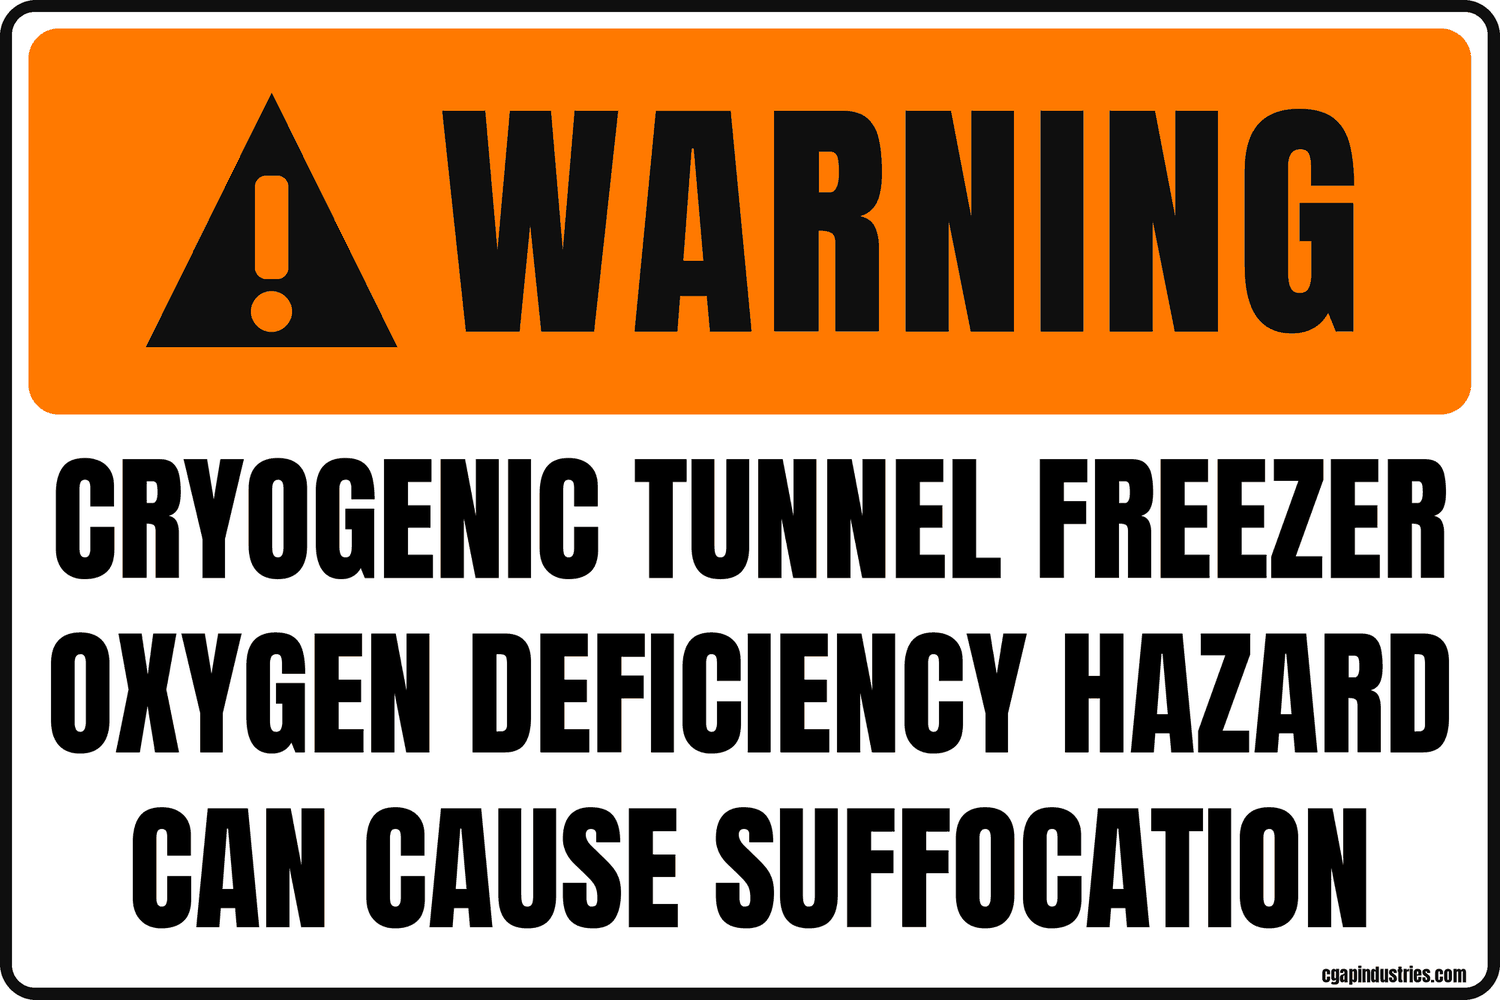 WARNING
CRYOGENIC TUNNEL FREEZER
OXYGEN DEFICIENCY HAZARD
CAN CAUSE SUFFOCATION
cgapindustries.com